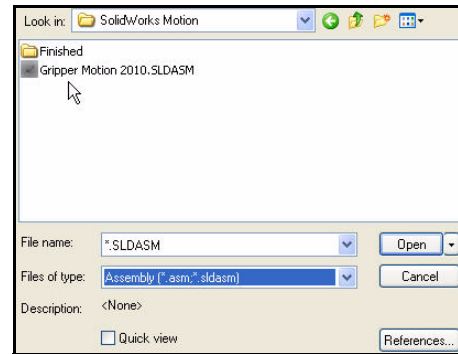 Look in: SolidWorks Motion
Finished
Gripper Motion 2010.SLDASM
File name: *.SLDASM Open
Files of type: Assembly (*.asm;*.sldasm) Cancel
Description: <None>
Quick view References...